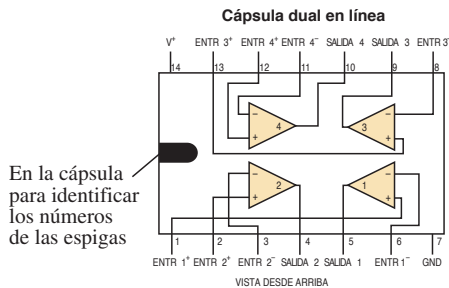 Cápsula dual en línea
V+ ENTR 3+ ENTR 4+ ENTR 4− SALIDA 4 SALIDA 3 ENTR 3−
14 13 12 11 10 9 8
− −
4 3
+ +
En la cápsula
para identificar
los números
de las espigas
− −
2 1
+ +
1 2 3 4 5 6 7
ENTR 1+ ENTR 2+ ENTR 2− SALIDA 2 SALIDA 1 ENTR 1− GND
VISTA DESDE ARRIBA